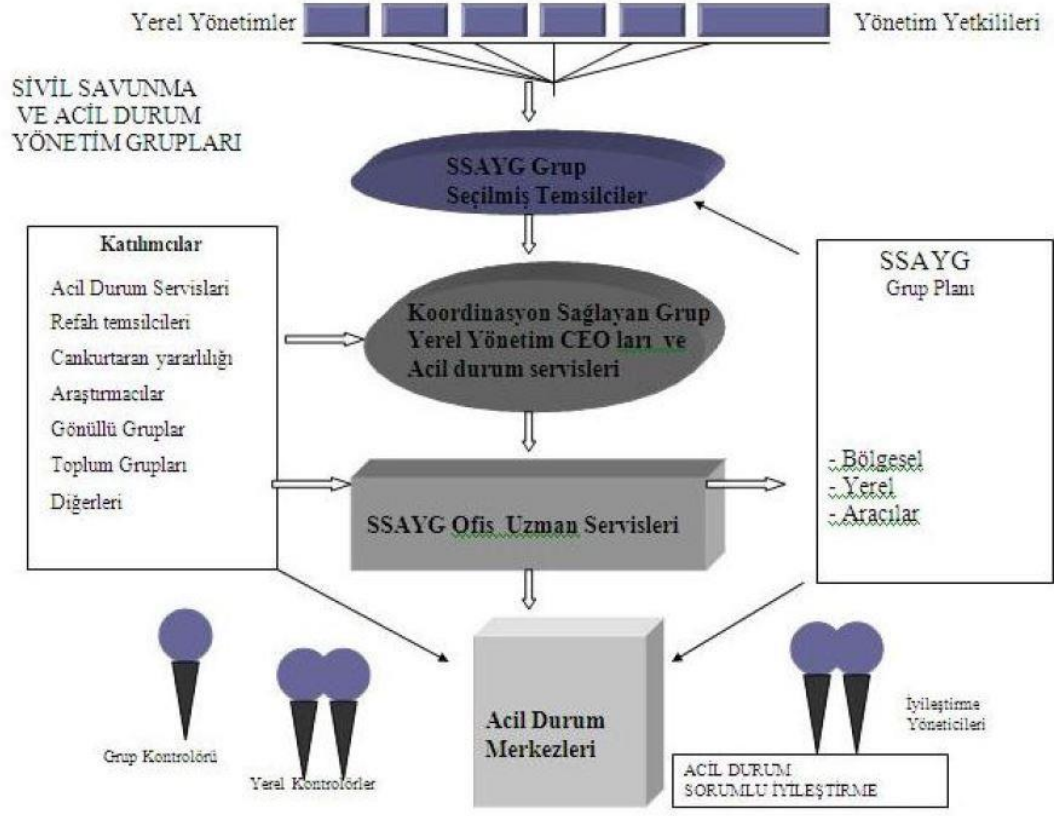 Yerel Yönetimler
Yönetim Yetkilileri
SİVİL SAVUNMA
VE ACİL DURUM
YÖNETİM GRUPLARI
SSAYG Grup
Seçilmiş Temsilciler
Katılımcılar
Acil Durum Servislari
Refah temsilcileri
Cankurtaran yararlılığı
Araştırmacılar
Gönüllü Gruplar
Toplum Grupları
Diğerleri
Koordinasyon Sağlayan Grup
Yerel Yönetim CEO ları ve
Acil durum servisleri
SSAYG
Grup Planı
- Bölgesel
- Yerel
- Aracılar
SSAYG Ofis Uzman Servisleri
Acil Durum
Merkezleri
Grup Kontrolörü
Yerel Kontrolörler
İyileştirme
Yöneticileri
ACİL DURUM
SORUMLU İYİLEŞTİRME